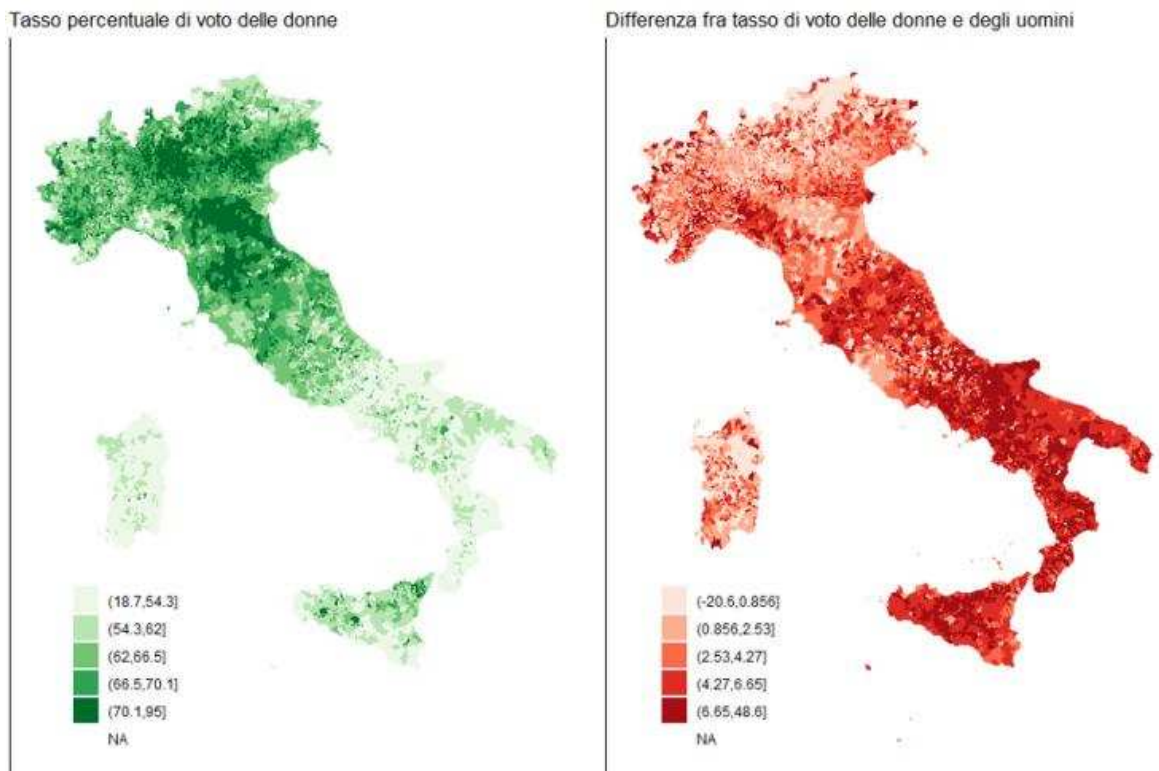 Tasso percentuale di voto delle donne
(18.7,54.3]
(54.3,62]
(62,66.5]
(66.5,70.1]
(70.1,95]
NA
Differenza fra tasso di voto delle donne e degli uomini
(-20.6,0.856]
(0.856,2.53]
(2.53,4.27]
(4.27,6.65]
(6.65,48.6]
NA